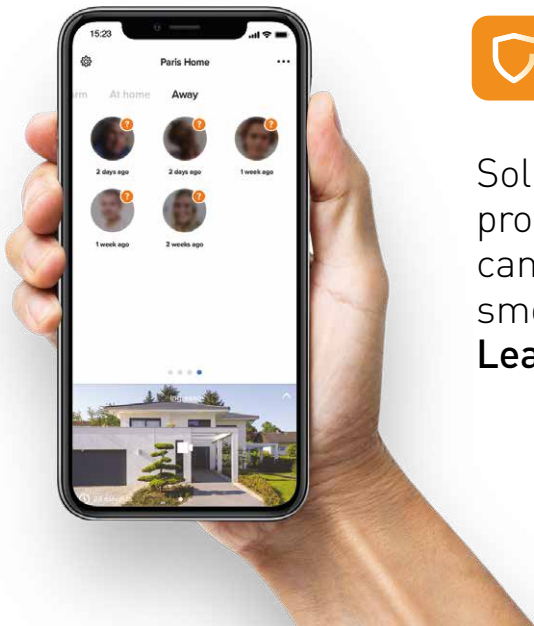 15:23
Paris Home
rm At home Away
? ? ?
2 days ago 2 days ago 1 week ago
? ?
1 week ago 2 weeks ago
Sol
pro
can
smo
Lea